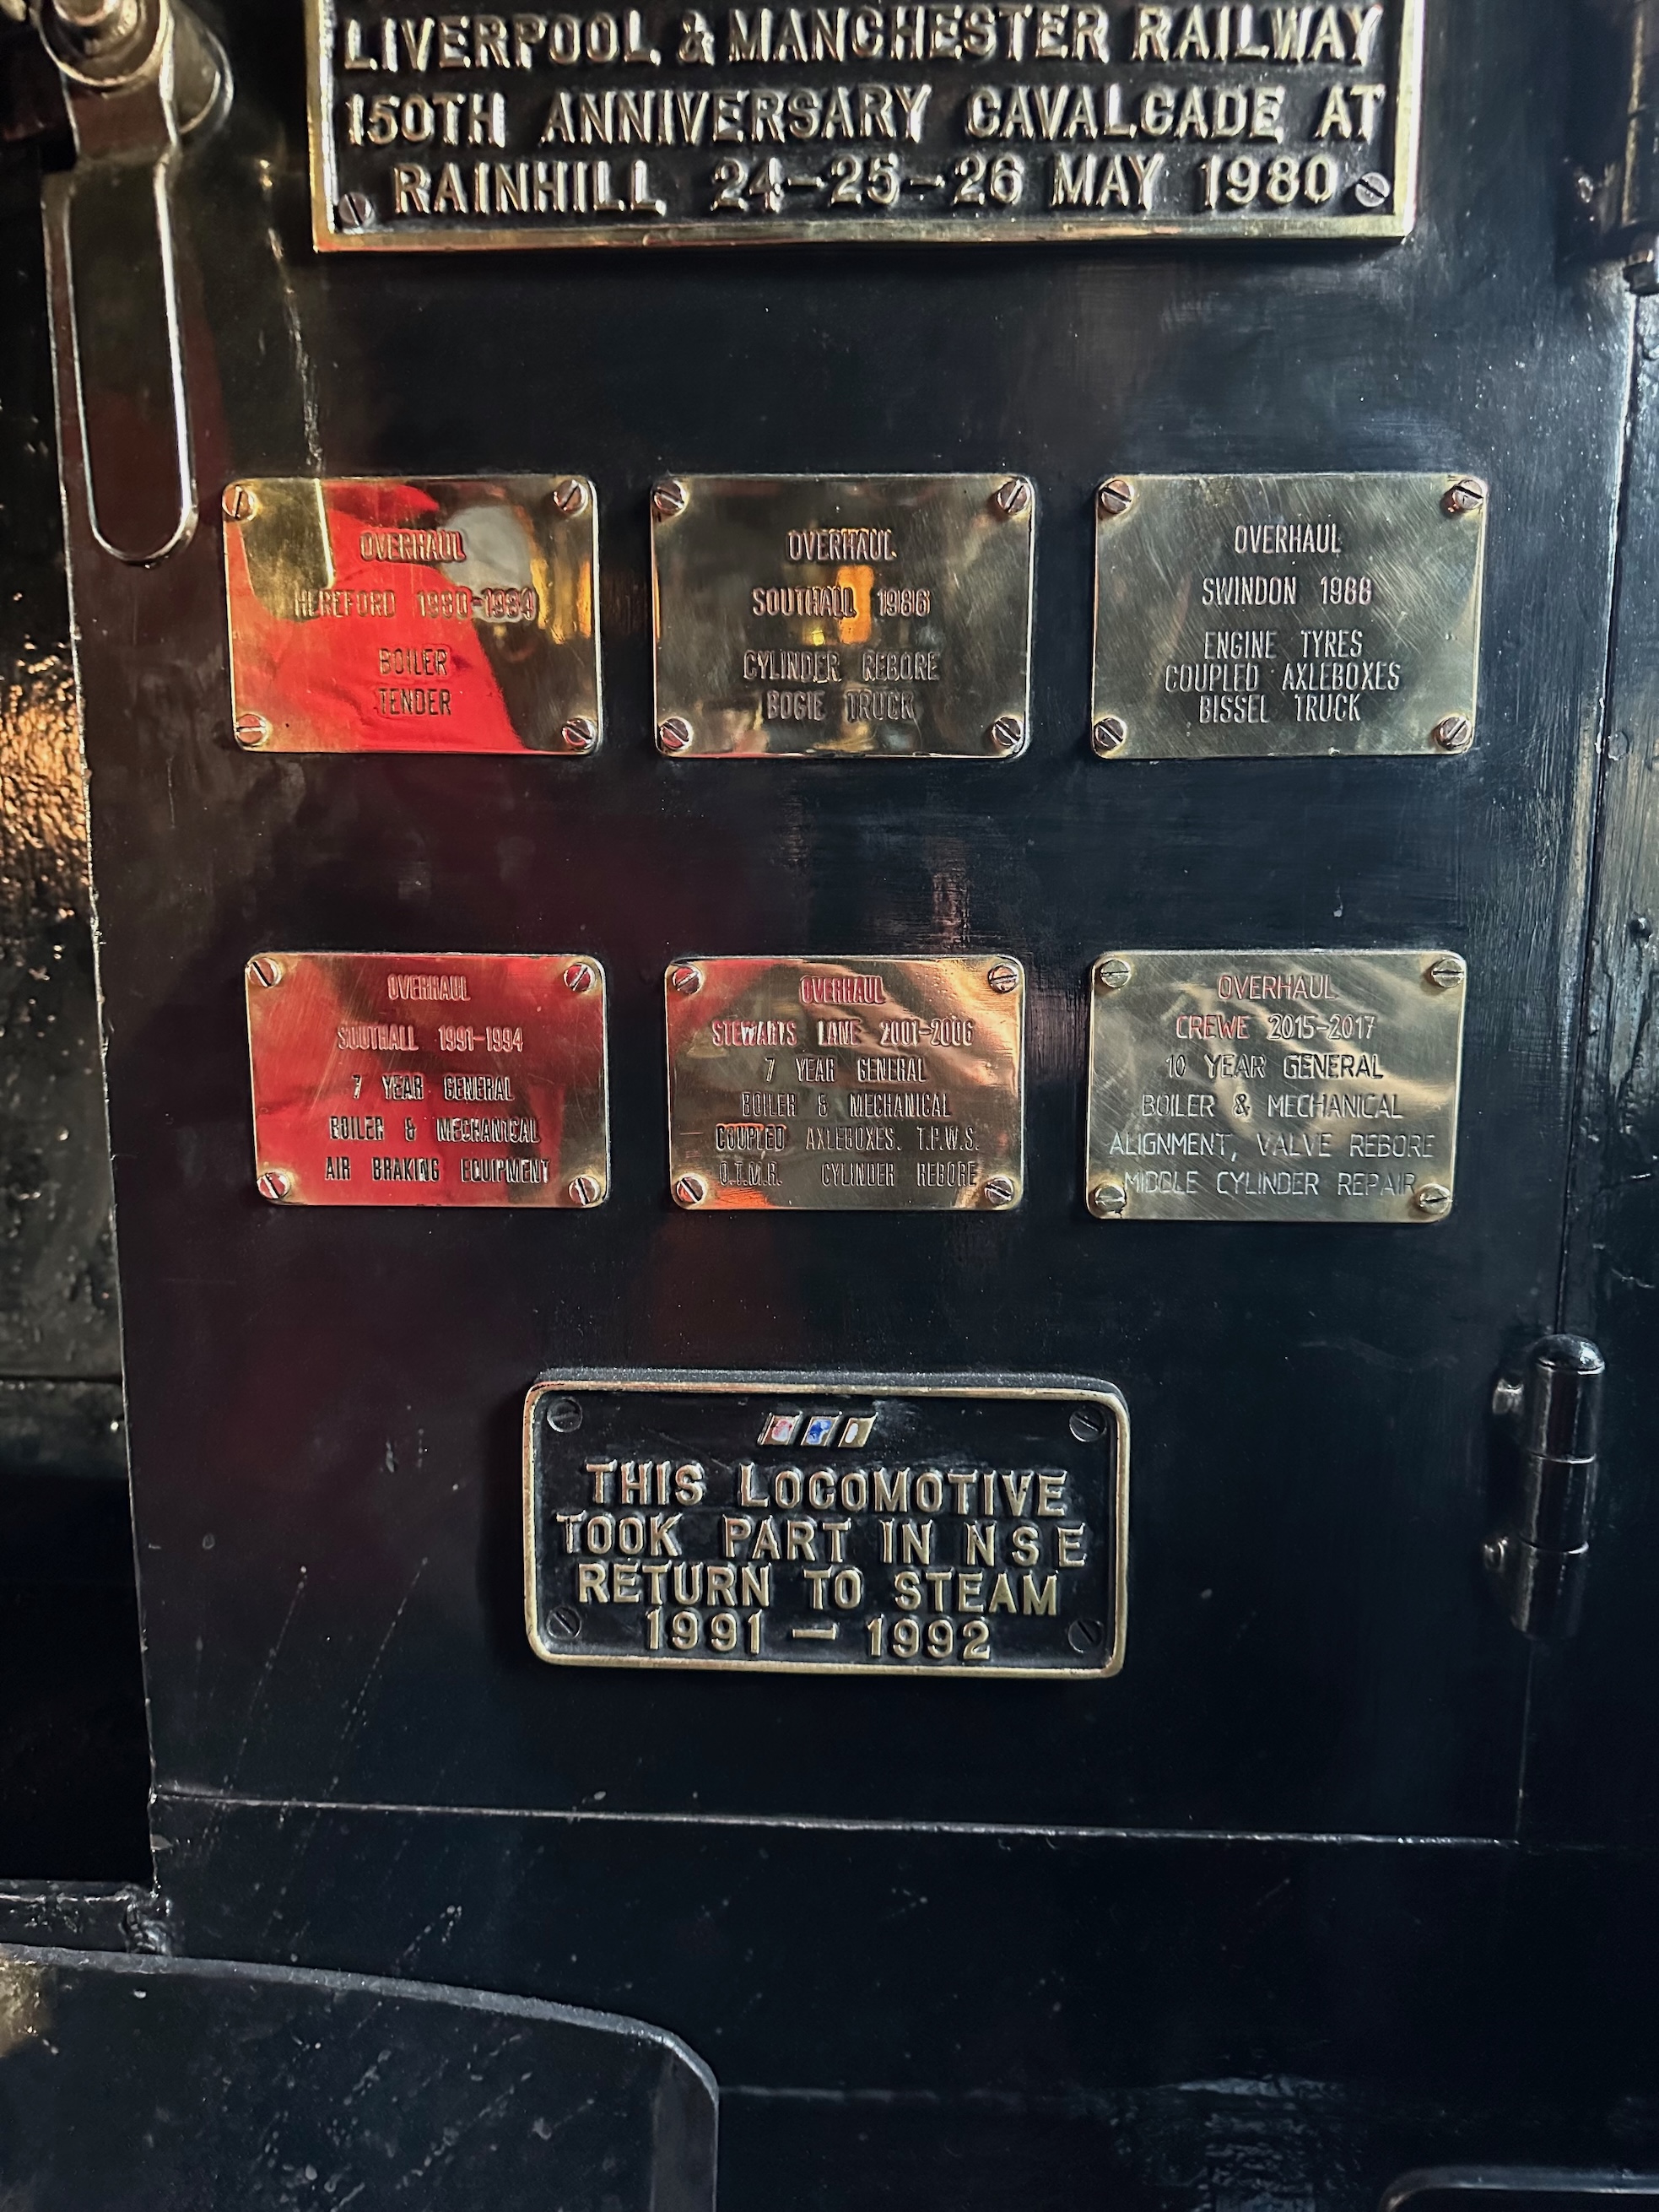 LIVERPOOL & MANCHESTER RAILWAY
150TH ANNIVERSARY CAVALCADE AT
RAINHILL 24-25-26 MAY 1980
OVERHAUL
HEREFORD
BOILER
TENDER
OVERHAUL
SOUTHALL 1986
CYLINDER REBORE
BOGIE TRUCK
OVERHAUL
SWINDON 1988
ENGINE TYRES
COUPLED AXLEBOXES
BISSEL TRUCK
OVERHAUL
SOUTHALL 1991-1994
7 YEAR GENERAL
BOILER & MECHANICAL
AIR BRAKING EQUIPMENT
OVERHAUL
STEWARTS LANE 2001-2006
7 YEAR GENERAL
BOILER & MECHANICAL
COUPLED AXLEBOXES. T.P.W.S.
O.T.M.R. CYLINDER REBORE
OVERHAUL
CREWE 2015-2017
10 YEAR GENERAL
BOILER & MECHANICAL
ALIGNMENT, VALVE REBORE
MIDDLE CYLINDER REPAIR
THIS LOCOMOTIVE
TOOK PART IN NSE
RETURN TO STEAM
1991 - 1992